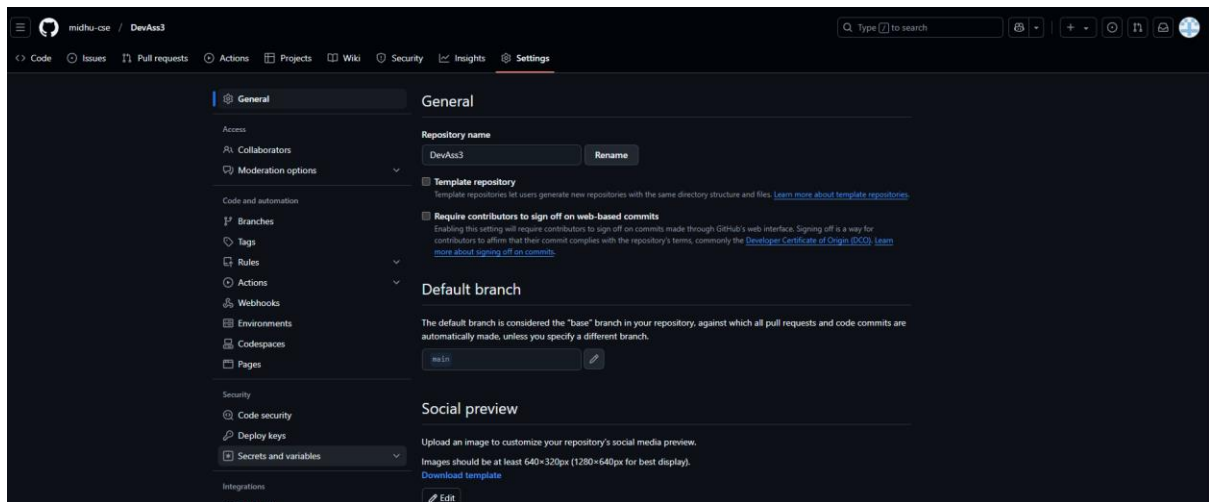 midhu-cse / DevAss3
Type / to search
Code Issues Pull requests Actions Projects Wiki Security Insights Settings
General
Access
Collaborators
Moderation options
Code and automation
Branches
Tags
Rules
Actions
Webhooks
Environments
Codespaces
Pages
Security
Code security
Deploy keys
Secrets and variables
Integrations
General
Repository name
DevAss3 Rename
Template repository
Template repositories let users generate new repositories with the same directory structure and files. Learn more about template repositories.
Require contributors to sign off on web-based commits
Enabling this setting will require contributors to sign off on commits made through GitHub's web interface. Signing off is a way for
contributors to affirm that their commit complies with the repository's terms, commonly the Developer Certificate of Origin (DCO). Learn
more about signing off on commits.
Default branch
The default branch is considered the "base" branch in your repository, against which all pull requests and code commits are
automatically made, unless you specify a different branch.
main
Social preview
Upload an image to customize your repository's social media preview.
Images should be at least 640×320px (1280×640px for best display).
Download template
Edit